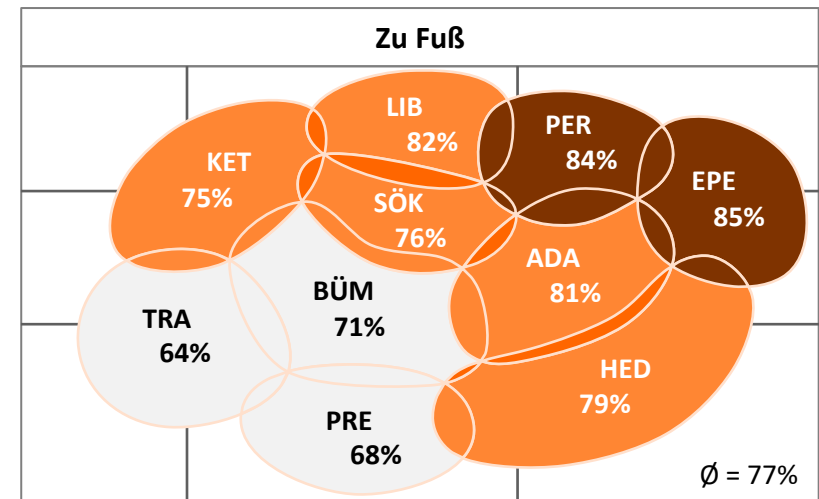 Zu Fuß
LIB
82%
PER
84%
KET
75%
EPE
85%
SÖK
76%
ADA
81%
BÜM
71%
TRA
64%
HED
79%
PRE
68%
Ø = 77%